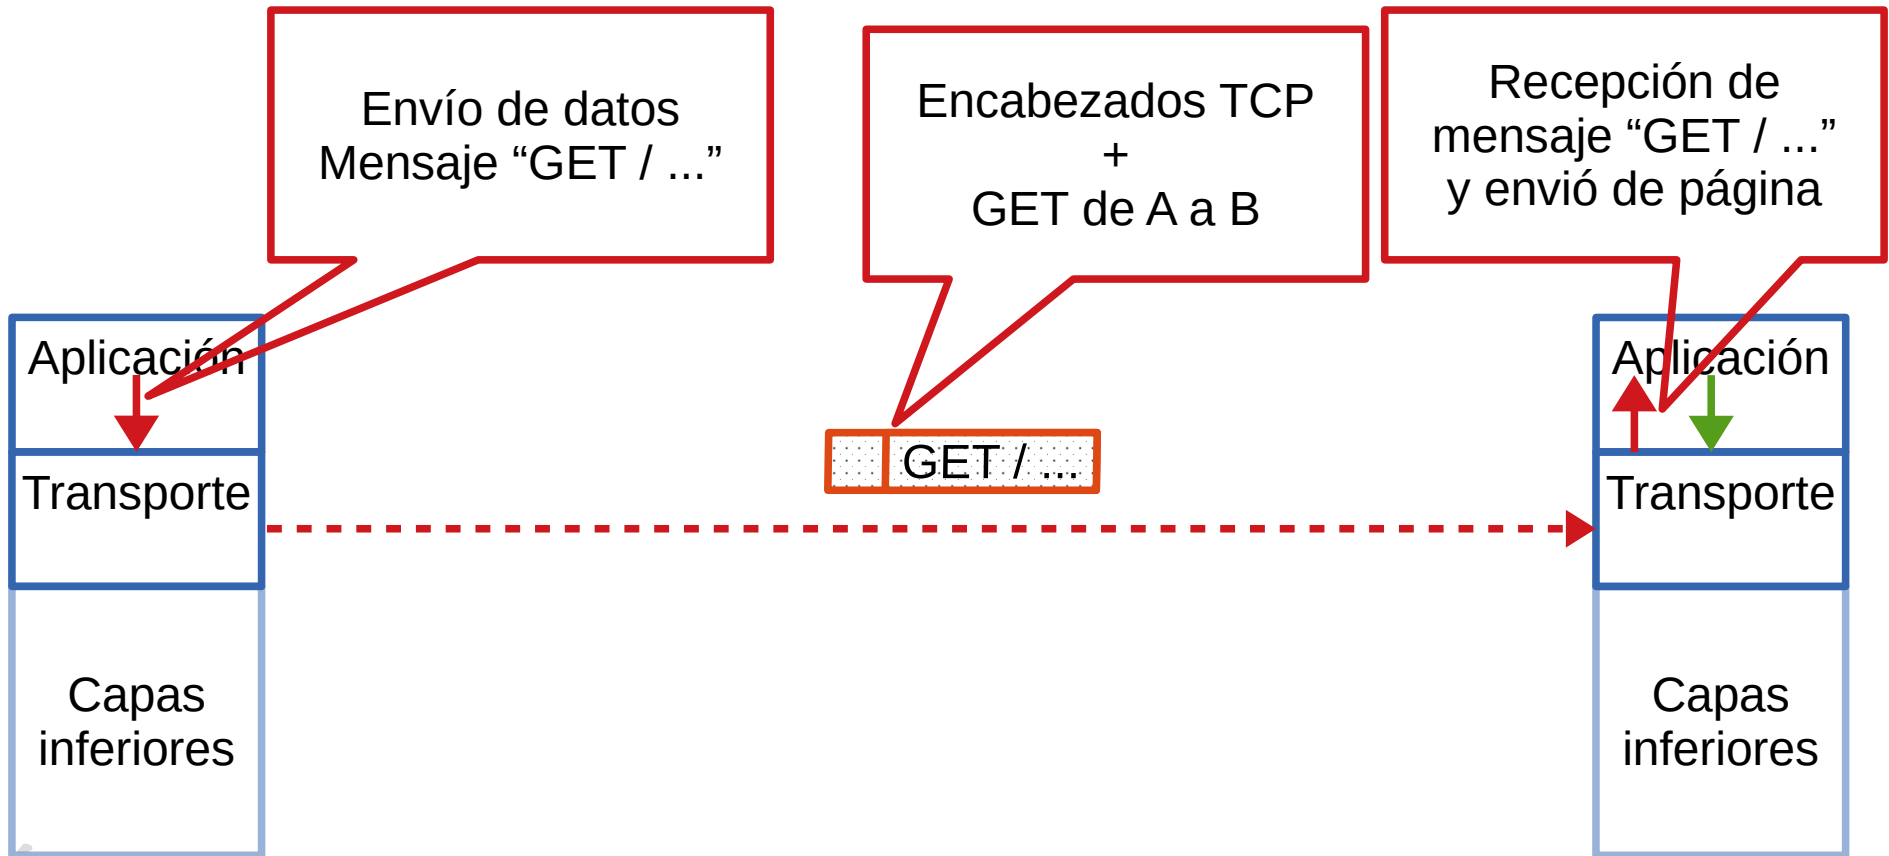 Envío de datos
Mensaje “GET / ...”
Encabezados TCP
+
GET de A a B
Recepción de
mensaje “GET / ...”
y envió de página
Aplicación
Transporte
Capas
inferiores
GET / ...
Aplicación
Transporte
Capas
inferiores